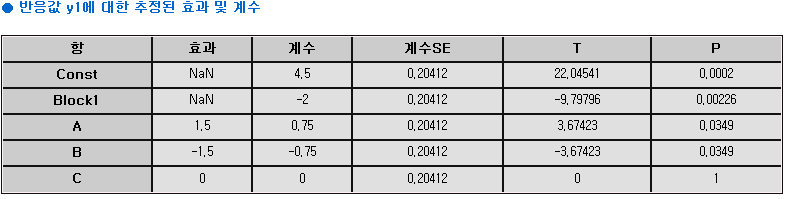 ● 반응값 y1에 대한 추정된 효과 및 계수
항 효과 계수 계수SE T P
Const NaN 4,5 0,20412 22,04541 0,0002
Block1 NaN -2 0,20412 -9,79796 0,00226
A 1,5 0,75 0,20412 3,67423 0,0349
B -1,5 -0,75 0,20412 -3,67423 0,0349
C 0 0 0,20412 0 1